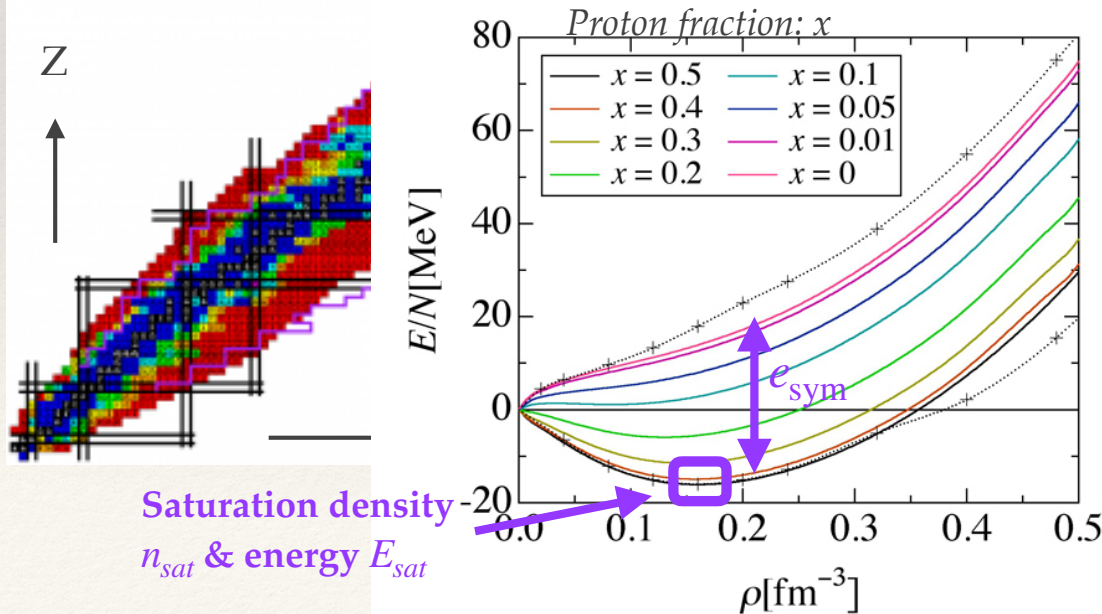 Proton fraction: x
Z
80
60
40
20
0
-20
E/N[MeV]
x = 0.5
x = 0.4
x = 0.3
x = 0.2
x = 0.1
x = 0.05
x = 0.01
x = 0
e_sym
0.0 0.1 0.2 0.3 0.4 0.5
ρ[fm⁻³]
Saturation density
n_sat & energy E_sat